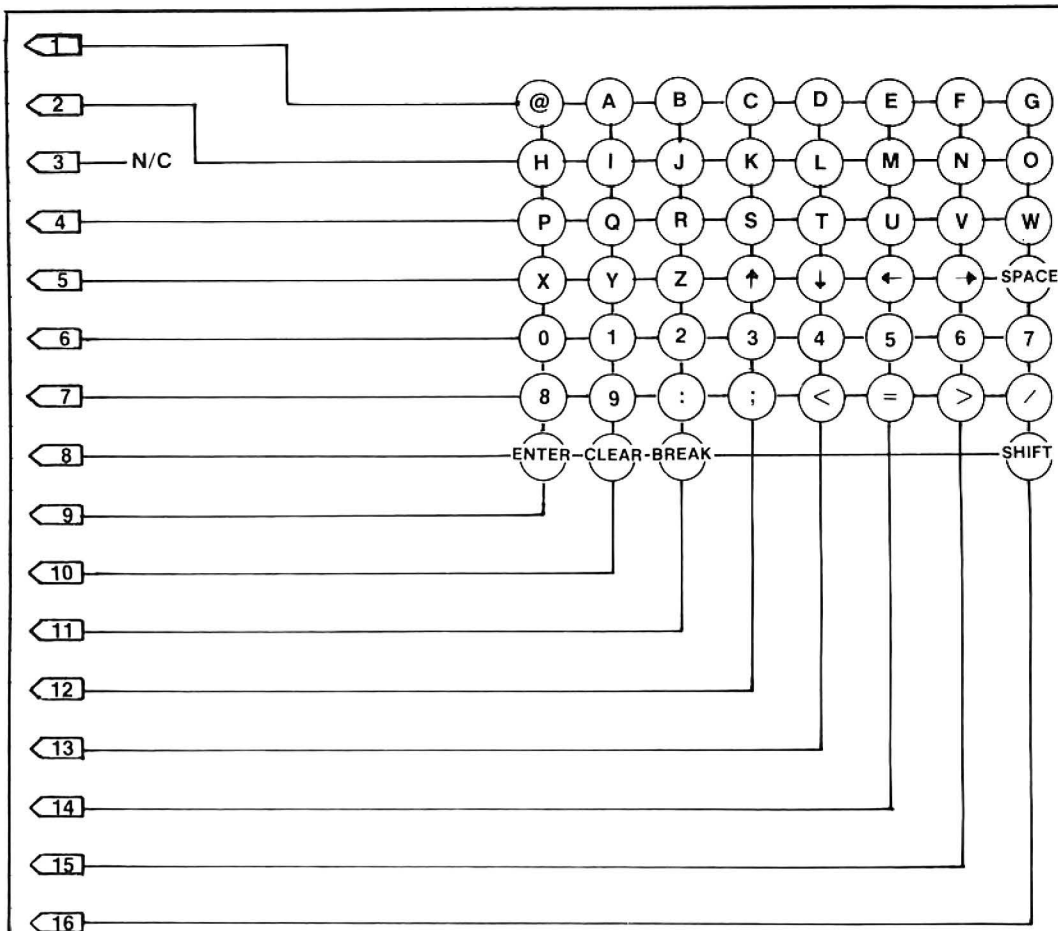 1
2
@ A B C D E F G
3 N/C
H I J K L M N O
4
P Q R S T U V W
5
X Y Z ↑ ↓ ← → SPACE
6
0 1 2 3 4 5 6 7
7
8 9 : ; < = > /
8
ENTER CLEAR BREAK SHIFT
9
10
11
12
13
14
15
16